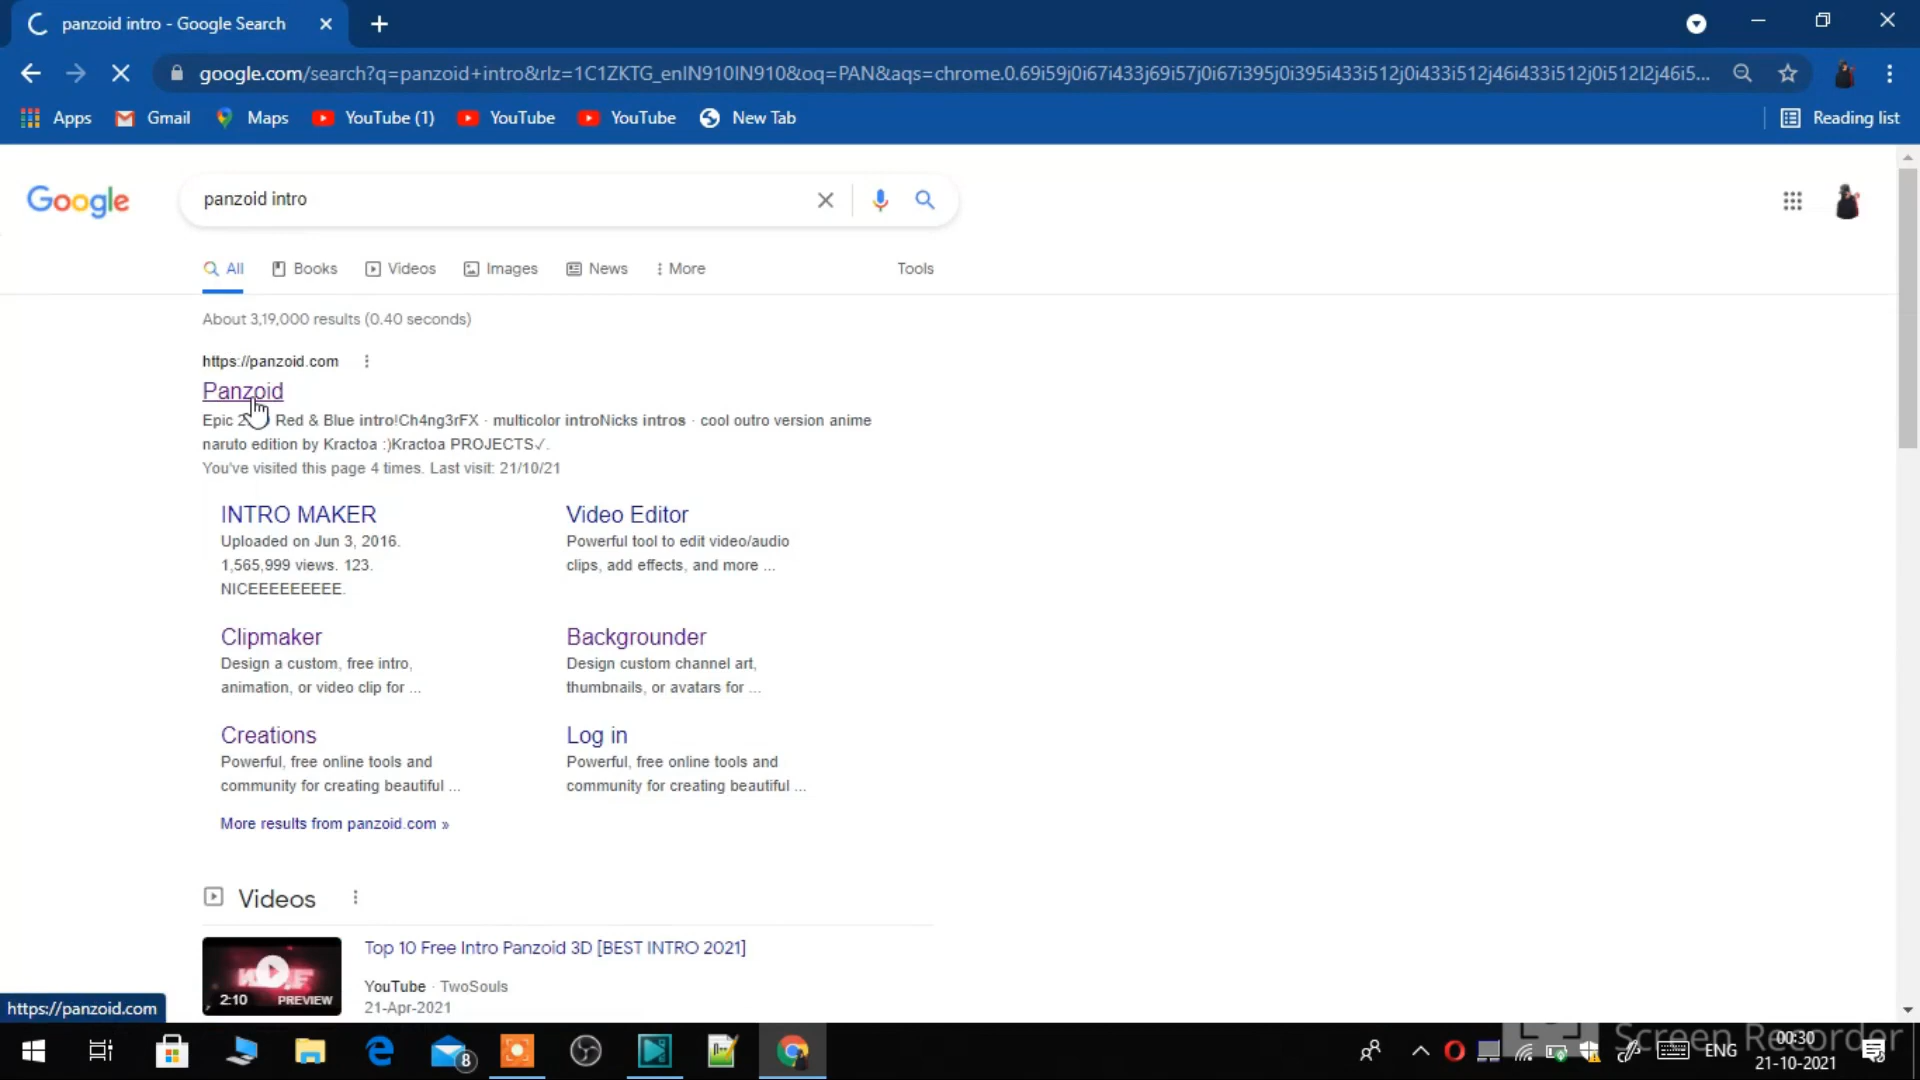 panzoid intro - Google Search
google.com/search?q=panzoid+intro&rlz=1C1ZKTG_enIN910IN910&oq=PAN&aqs=chrome.0.69i59j0i67i433j69i57j0i67i395j0i395i433i512j0i433i512j46i433i512j0i512l2j46i5...
Apps Gmail Maps YouTube (1) YouTube YouTube New Tab Reading list
Google panzoid intro
All Books Videos Images News More Tools
About 3,19,000 results (0.40 seconds)
https://panzoid.com
Panzoid
Epic Red & Blue intro!Ch4ng3rFX · multicolor introNicks intros · cool outro version anime
naruto edition by Kractoa :)Kractoa PROJECTS✓.
You've visited this page 4 times. Last visit: 21/10/21
INTRO MAKER
Uploaded on Jun 3, 2016.
1,565,999 views. 123.
NICEEEEEEEEE.
Video Editor
Powerful tool to edit video/audio
clips, add effects, and more ...
Clipmaker
Design a custom, free intro,
animation, or video clip for ...
Backgrounder
Design custom channel art,
thumbnails, or avatars for ...
Creations
Powerful, free online tools and
community for creating beautiful ...
Log in
Powerful, free online tools and
community for creating beautiful ...
More results from panzoid.com »
Videos
2:10 PREVIEW
Top 10 Free Intro Panzoid 3D [BEST INTRO 2021]
YouTube · TwoSouls
21-Apr-2021
https://panzoid.com
Screen Recorder
8
ENG
00:30
21-10-2021